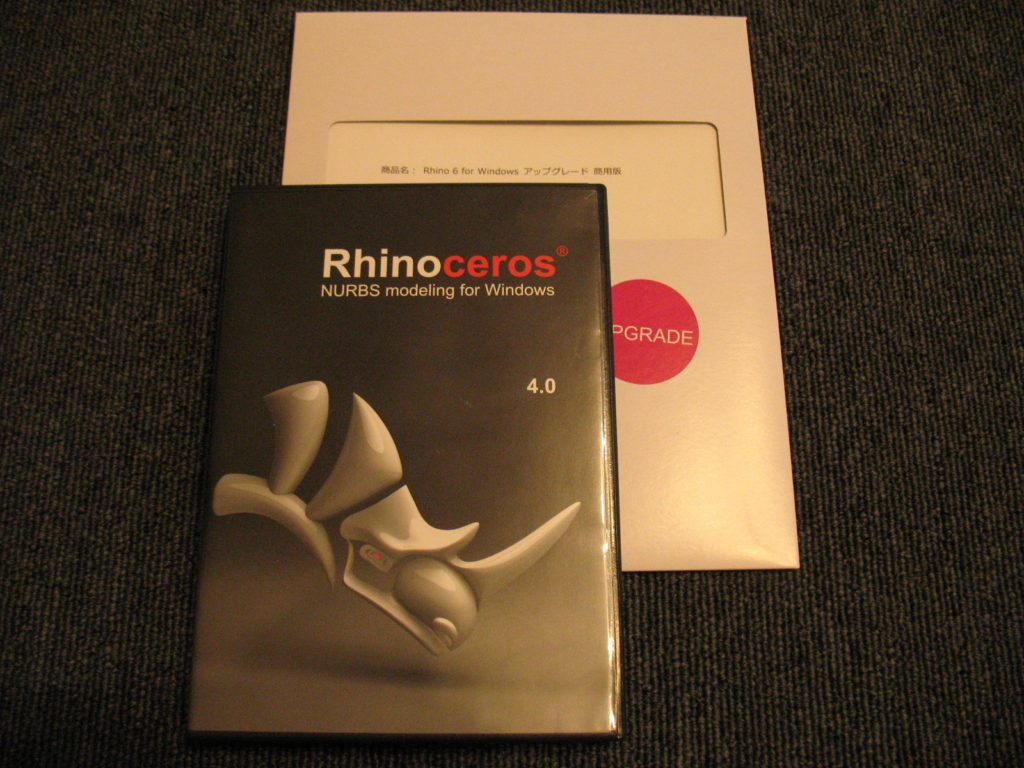 商品名： Rhino 6 for Windows アップグレード 商用版
Rhinoceros®
NURBS modeling for Windows
4.0
PGRADE